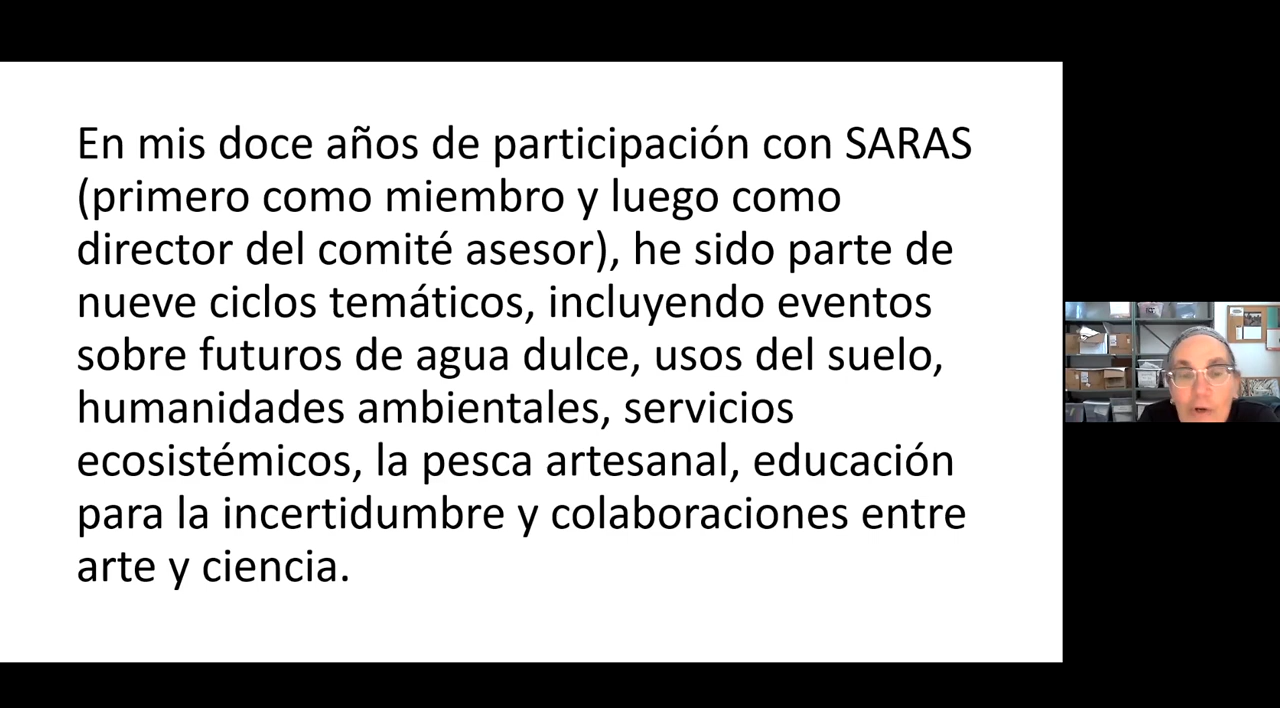 En mis doce años de participación con SARAS
(primero como miembro y luego como
director del comité asesor), he sido parte de
nueve ciclos temáticos, incluyendo eventos
sobre futuros de agua dulce, usos del suelo,
humanidades ambientales, servicios
ecosistémicos, la pesca artesanal, educación
para la incertidumbre y colaboraciones entre
arte y ciencia.